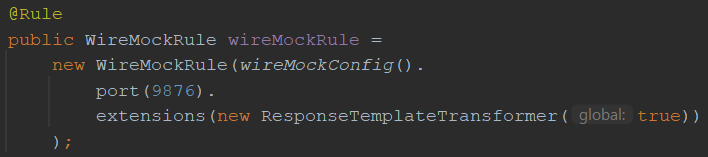 @Rule
public WireMockRule wireMockRule =
    new WireMockRule(wireMockConfig().
        port(9876).
        extensions(new ResponseTemplateTransformer( global: true))
    );